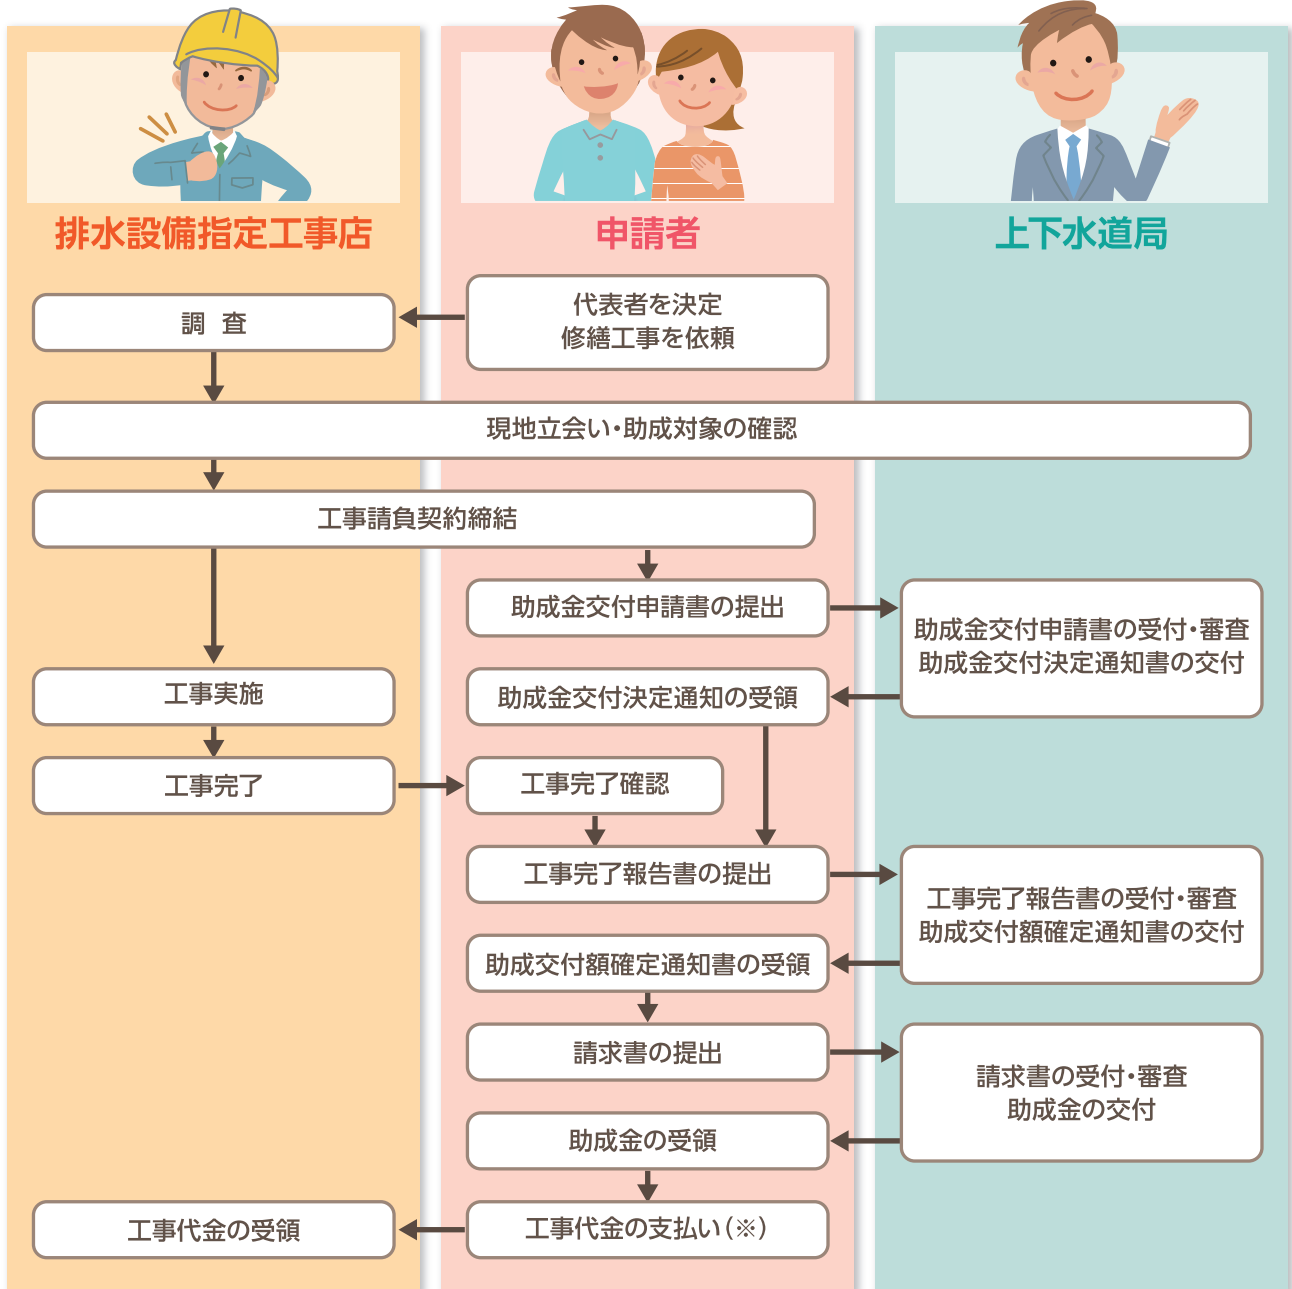 排水設備指定工事店
申請者
上下水道局
代表者を決定
修繕工事を依頼
調 査
現地立会い・助成対象の確認
工事請負契約締結
助成金交付申請書の提出
助成金交付申請書の受付・審査
助成金交付決定通知書の交付
工事実施
助成金交付決定通知の受領
工事完了
工事完了確認
工事完了報告書の提出
工事完了報告書の受付・審査
助成交付額確定通知書の交付
助成交付額確定通知書の受領
請求書の提出
請求書の受付・審査
助成金の交付
助成金の受領
工事代金の支払い(※)
工事代金の受領